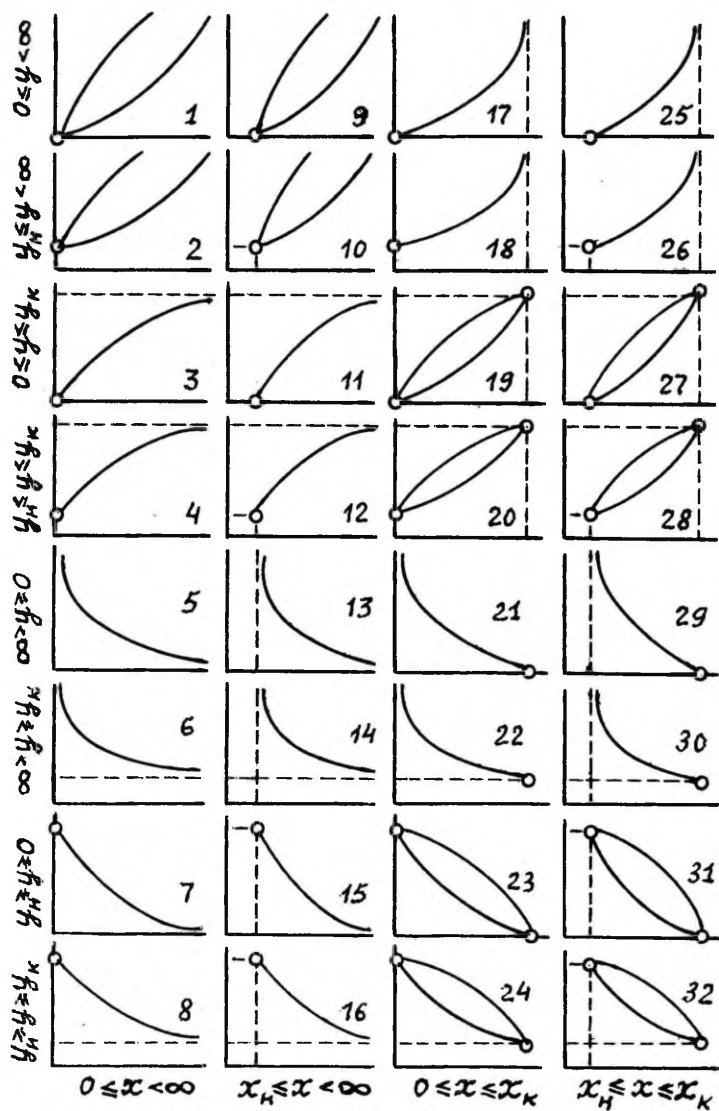 0 ≤ y < ∞
1 9 17 25
yн ≤ y < ∞
2 10 18 26
0 ≤ y ≤ yк
3 11 19 27
yн ≤ y ≤ yк
4 12 20 28
∞ > y ≥ 0
5 13 21 29
∞ > y ≥ yк
6 14 22 30
yн ≥ y ≥ 0
7 15 23 31
yн ≥ y ≥ yк
8 16 24 32
0 ≤ x < ∞ xн ≤ x < ∞ 0 ≤ x ≤ xк xн ≤ x ≤ xк